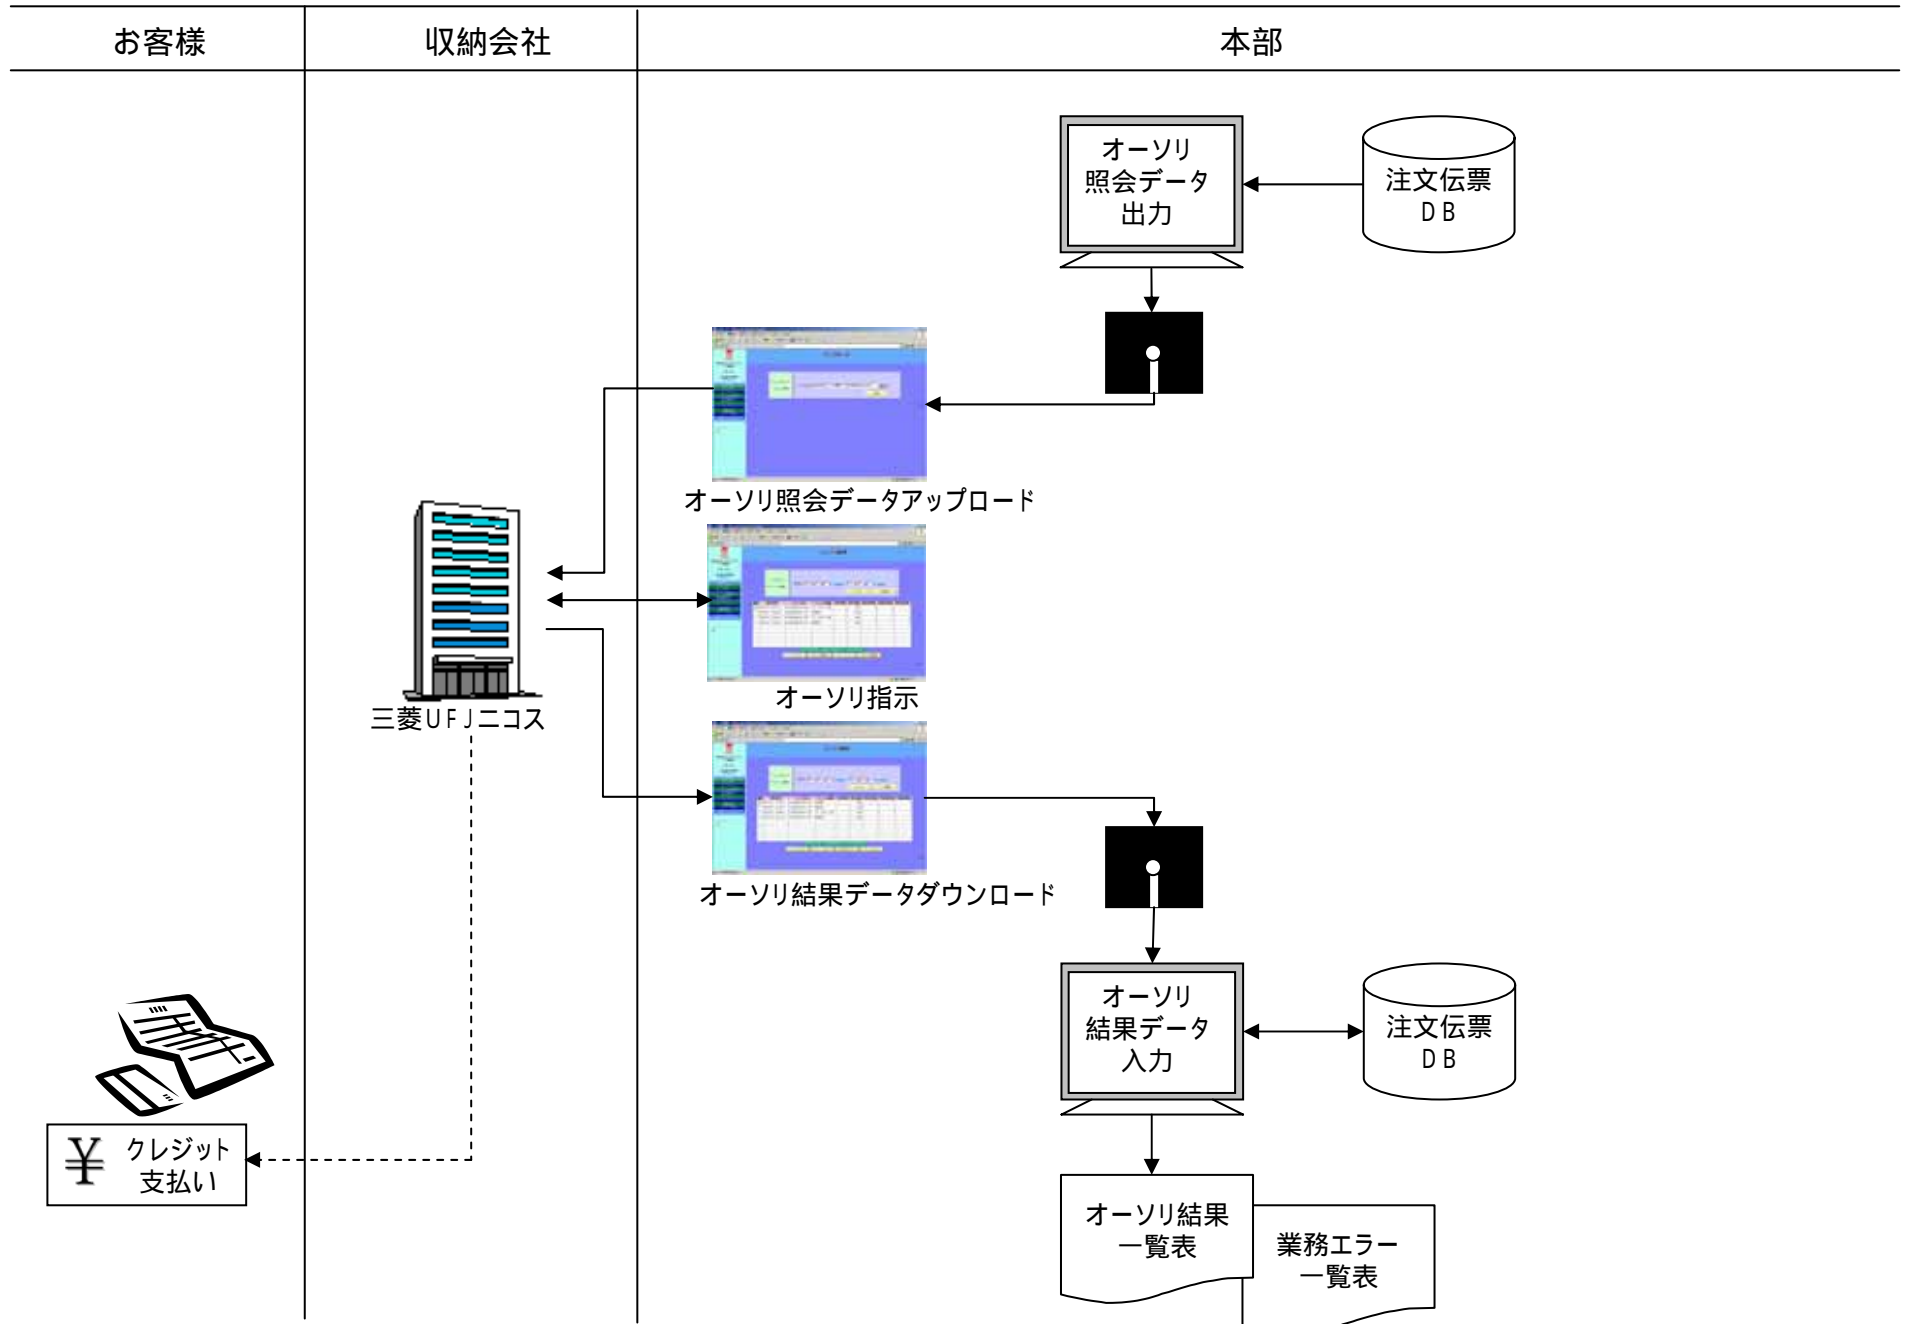 お客様
収納会社
本部
オーソリ
照会データ
出力
注文伝票
ＤＢ
オーソリ照会データアップロード
オーソリ指示
三菱ＵＦＪニコス
オーソリ結果データダウンロード
オーソリ
結果データ
入力
注文伝票
ＤＢ
¥
クレジット
支払い
オーソリ結果
一覧表
業務エラー
一覧表